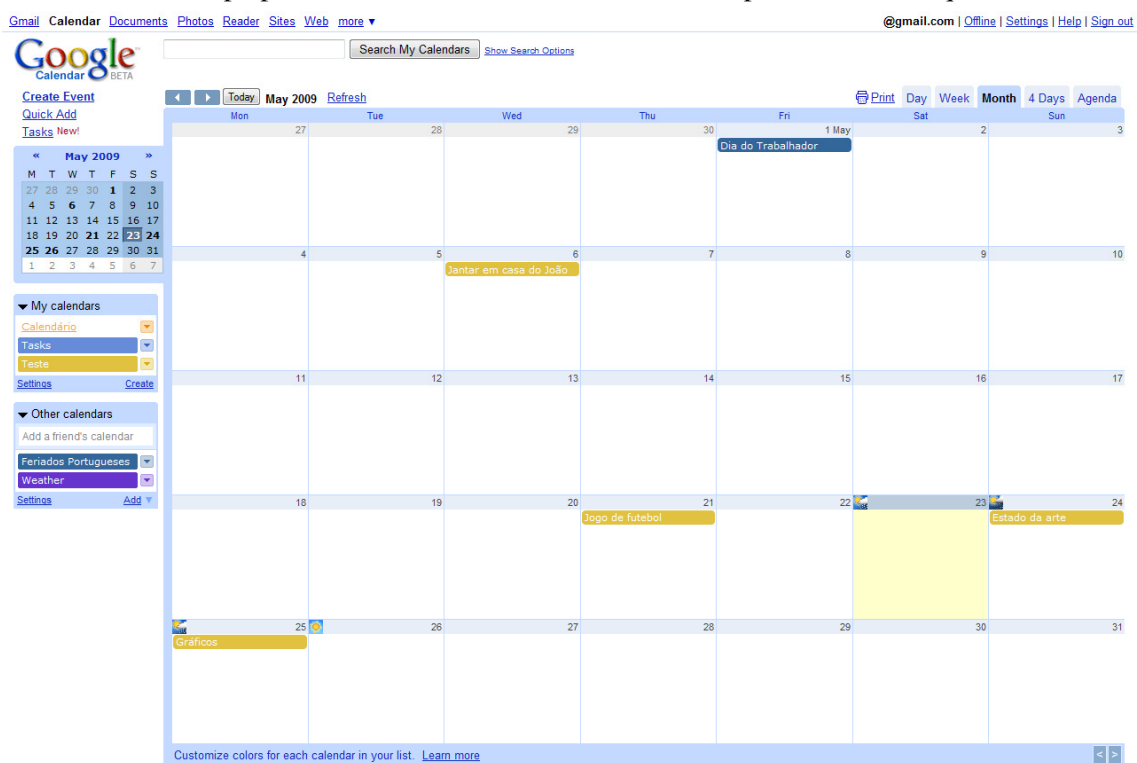 Gmail Calendar Documents Photos Reader Sites Web more ▼ @gmail.com | Offline | Settings | Help | Sign out
Google Calendar BETA
Search My Calendars Show Search Options
Create Event
Quick Add
Tasks New!
Today May 2009 Refresh
Print Day Week Month 4 Days Agenda
« May 2009 »
M T W T F S S
27 28 29 30 1 2 3
4 5 6 7 8 9 10
11 12 13 14 15 16 17
18 19 20 21 22 23 24
25 26 27 28 29 30 31
1 2 3 4 5 6 7
My calendars
Calendário
Tasks
Teste
Settings Create
Other calendars
Add a friend's calendar
Feriados Portugueses
Weather
Settings Add ▼
Mon Tue Wed Thu Fri Sat Sun
27 28 29 30 1 May 2 3
Dia do Trabalhador
4 5 6 7 8 9 10
Jantar em casa do João
11 12 13 14 15 16 17
18 19 20 21 22 23 24
Jogo de futebol Estado da arte
25 26 27 28 29 30 31
Gráficos
Customize colors for each calendar in your list. Learn more < >